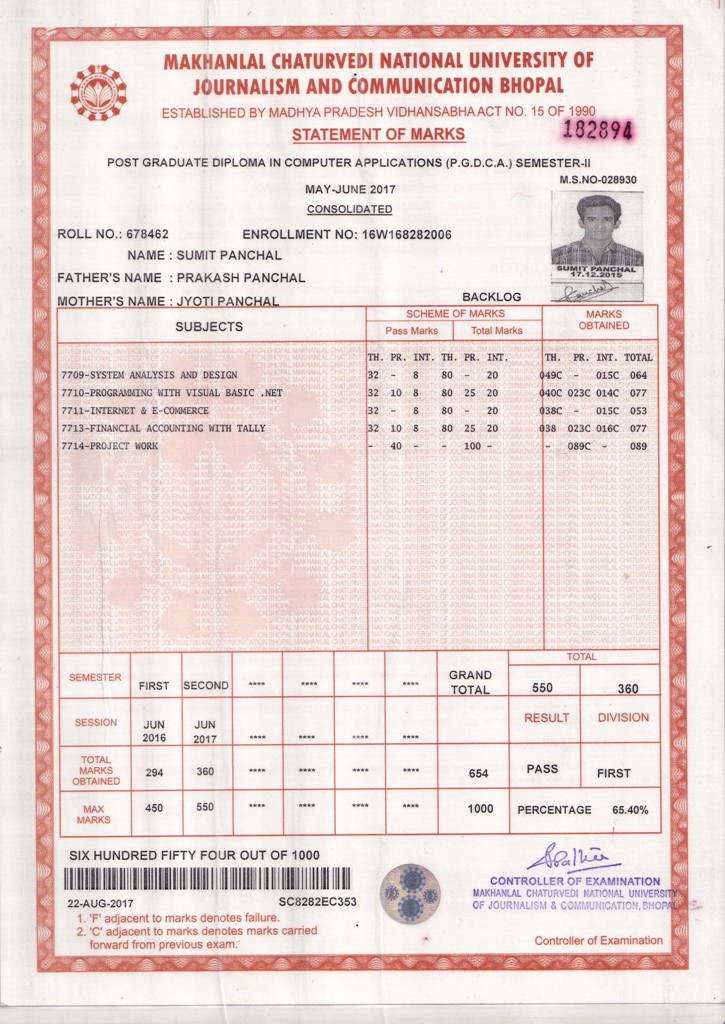 MAKHANLAL CHATURVEDI NATIONAL UNIVERSITY OF
JOURNALISM AND COMMUNICATION BHOPAL
ESTABLISHED BY MADHYA PRADESH VIDHANSABHA ACT NO. 15 OF 1990
182894
STATEMENT OF MARKS
POST GRADUATE DIPLOMA IN COMPUTER APPLICATIONS (P.G.D.C.A.) SEMESTER-II
M.S.NO-028930
MAY-JUNE 2017
CONSOLIDATED
ROLL NO.: 678462 ENROLLMENT NO: 16W168282006
NAME : SUMIT PANCHAL
SUMIT PANCHAL
17.12.2015
FATHER'S NAME : PRAKASH PANCHAL
MOTHER'S NAME : JYOTI PANCHAL BACKLOG
SUBJECTS SCHEME OF MARKS MARKS OBTAINED
Pass Marks Total Marks
TH. PR. INT. TH. PR. INT. TH. PR. INT. TOTAL
7709-SYSTEM ANALYSIS AND DESIGN 32 - 8 80 - 20 049C - 015C 064
7710-PROGRAMMING WITH VISUAL BASIC .NET 32 10 8 80 25 20 040C 023C 014C 077
7711-INTERNET & E-COMMERCE 32 - 8 80 - 20 038C - 015C 053
7713-FINANCIAL ACCOUNTING WITH TALLY 32 10 8 80 25 20 038 023C 016C 077
7714-PROJECT WORK - 40 - - 100 - - 089C - 089
TOTAL
SEMESTER FIRST SECOND **** **** **** **** GRAND TOTAL 550 360
SESSION JUN 2016 JUN 2017 **** **** **** **** RESULT DIVISION
TOTAL MARKS OBTAINED 294 360 **** **** **** **** 654 PASS FIRST
MAX MARKS 450 550 **** **** **** **** 1000 PERCENTAGE 65.40%
SIX HUNDRED FIFTY FOUR OUT OF 1000
22-AUG-2017 SC8282EC353
CONTROLLER OF EXAMINATION
MAKHANLAL CHATURVEDI NATIONAL UNIVERSITY
OF JOURNALISM & COMMUNICATION, BHOPAL
1. 'F' adjacent to marks denotes failure.
2. 'C' adjacent to marks denotes marks carried
forward from previous exam.
Controller of Examination